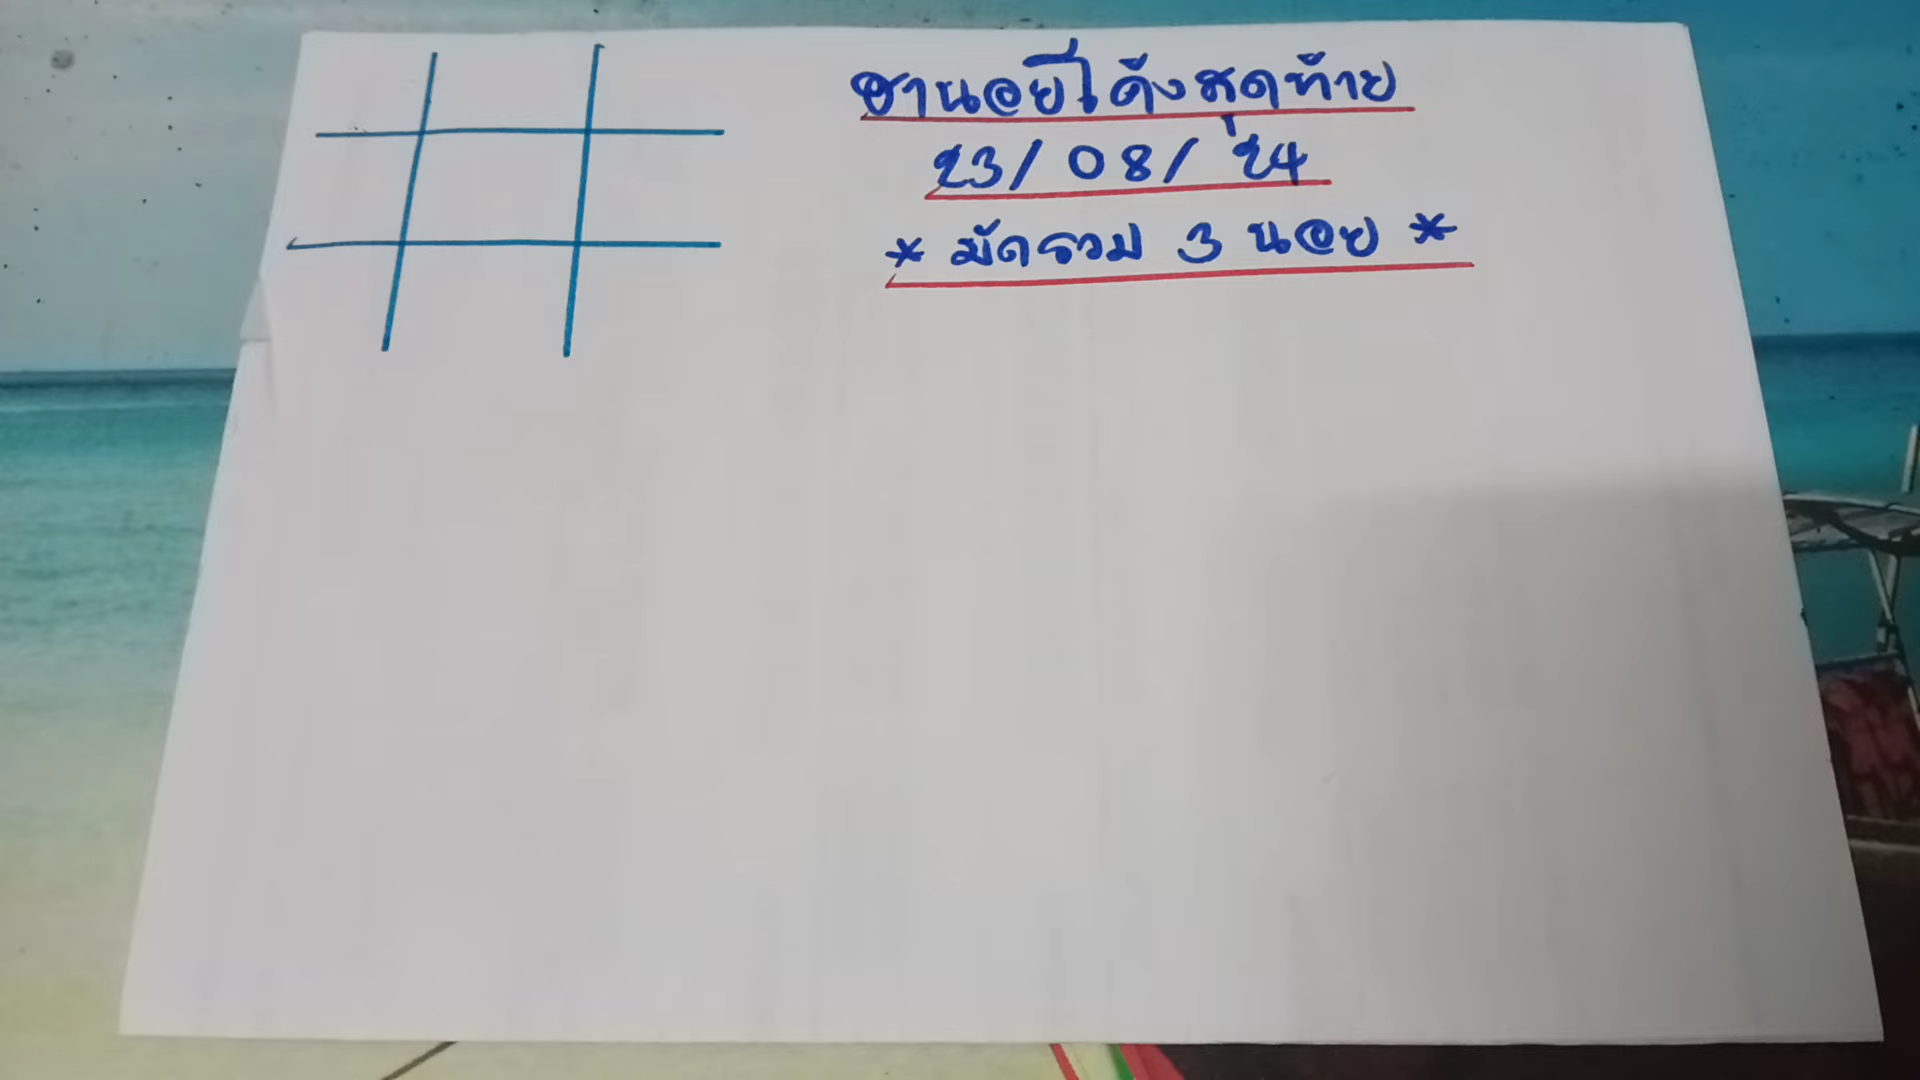 ฮานอยโค้งสุดท้าย
23/08/24
* มัดรวม 3 นอย *